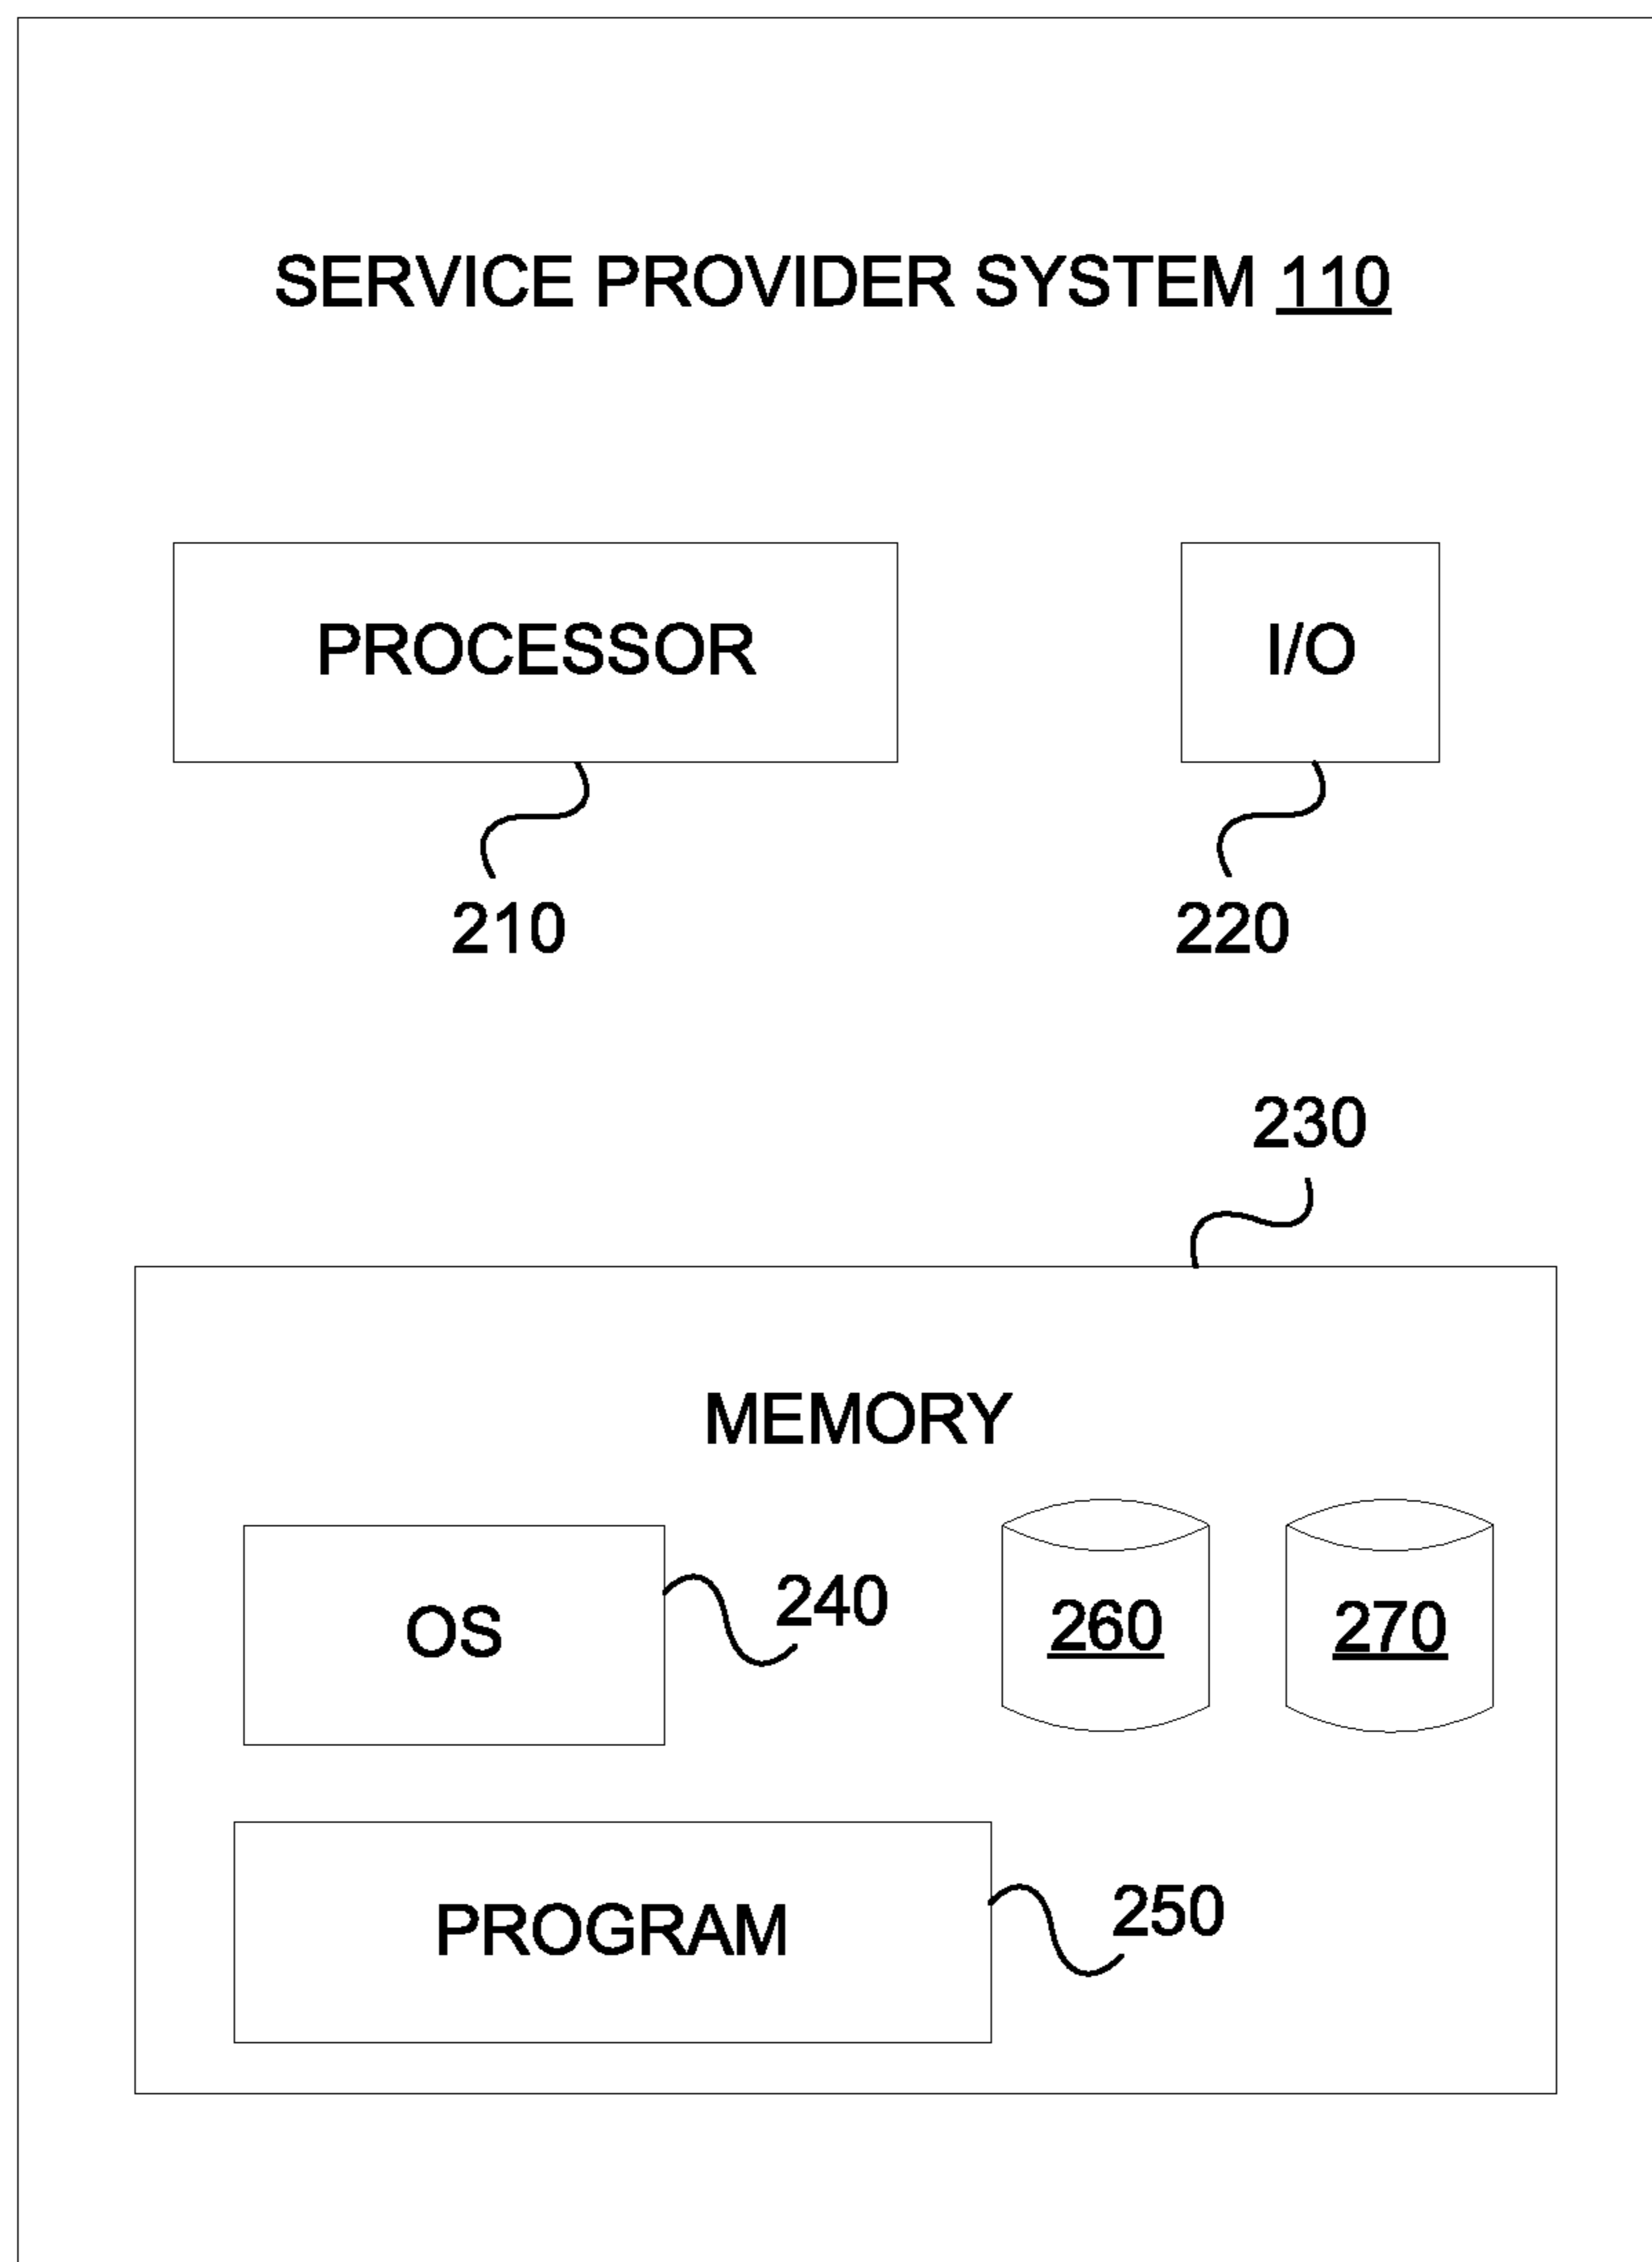 SERVICE PROVIDER SYSTEM 110
PROCESSOR
I/O
210
220
230
MEMORY
OS
240
260
270
PROGRAM
250